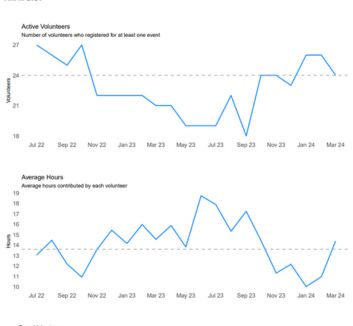 Active Volunteers
Number of volunteers who registered for at least one event
27
24
21
18
Volunteers
Jul 22 Sep 22 Nov 22 Jan 23 Mar 23 May 23 Jul 23 Sep 23 Nov 23 Jan 24 Mar 24
Average Hours
Average hours contributed by each volunteer
19
18
17
16
15
14
13
12
11
10
Hours
Jul 22 Sep 22 Nov 22 Jan 23 Mar 23 May 23 Jul 23 Sep 23 Nov 23 Jan 24 Mar 24